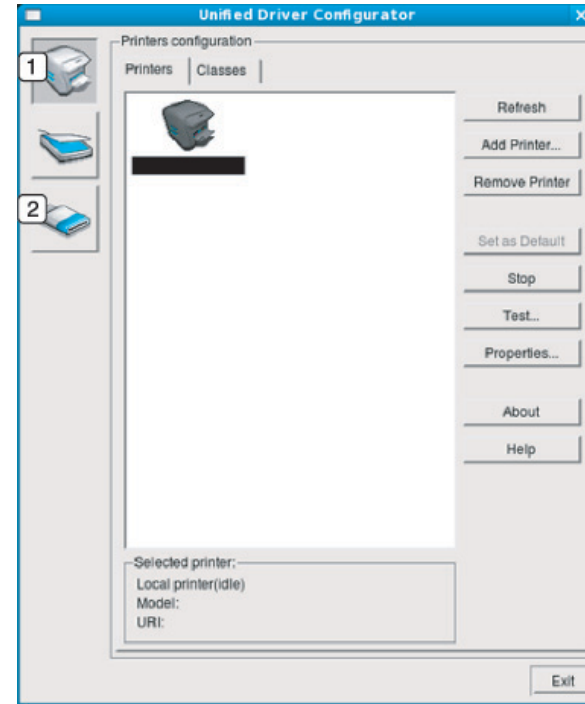 Unified Driver Configurator
1
2
Printers configuration
Printers
Classes
Refresh
Add Printer...
Remove Printer
Set as Default
Stop
Test...
Properties...
About
Help
Selected printer:
Local printer(idle)
Model:
URI:
Exit